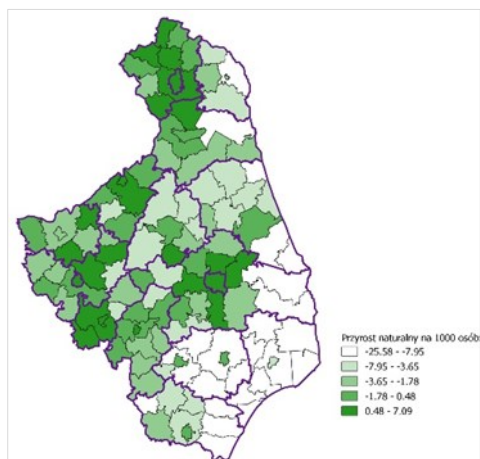 Przyrost naturalny na 1000 osób
-25.58 - -7.95
-7.95 - -3.65
-3.65 - -1.78
-1.78 - 0.48
0.48 - 7.09